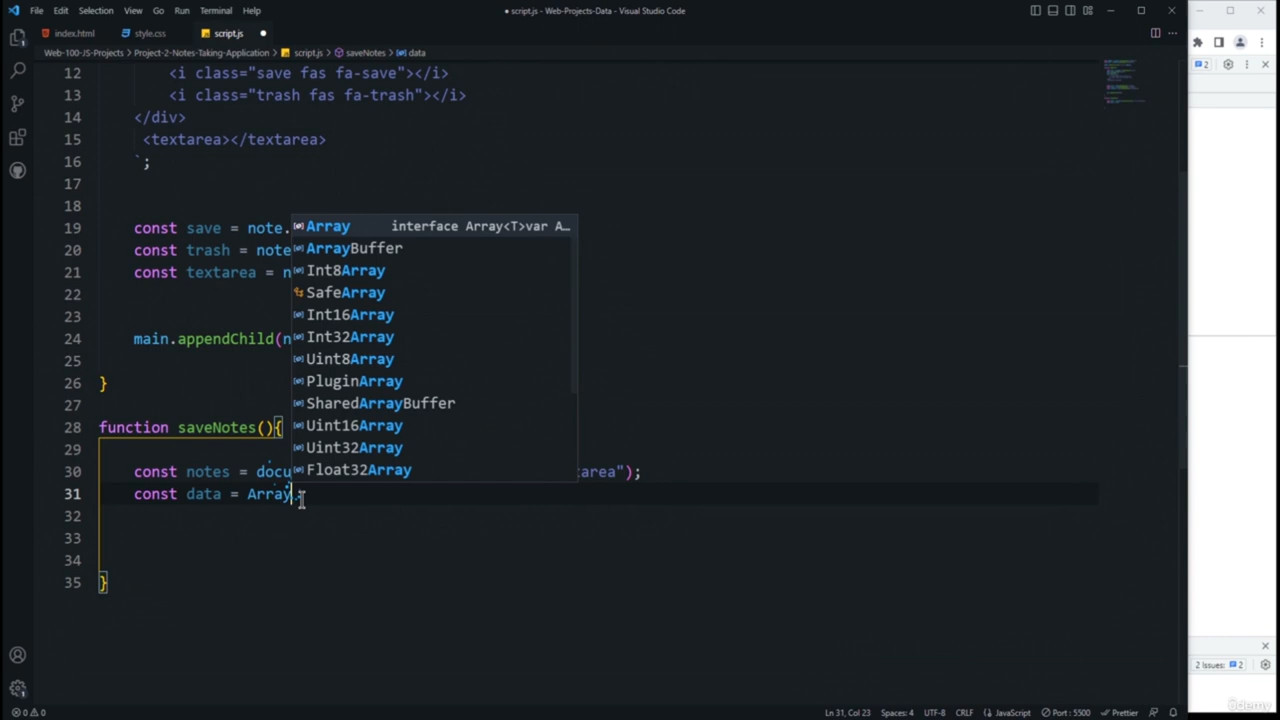 File Edit Selection View Go Run Terminal Help
● script.js - Web-Projects-Data - Visual Studio Code
index.html style.css script.js ●
Web-100-JS-Projects > Project-2-Notes-Taking-Application > script.js > saveNotes > data
12 <i class="save fas fa-save"></i>
13 <i class="trash fas fa-trash"></i>
14 </div>
15 <textarea></textarea>
16 `;
17
18
19 const save = note.
20 const trash = note
21 const textarea = n
22
23
24 main.appendChild(n
25
26 }
27
28 function saveNotes(){
29
30 const notes = docu tarea");
31 const data = Array
32
33
34
35 }
Array interface Array<T>var A…
ArrayBuffer
Int8Array
SafeArray
Int16Array
Int32Array
Uint8Array
PluginArray
SharedArrayBuffer
Uint16Array
Uint32Array
Float32Array
2
2 Issues: 2
0 0
Ln 31, Col 23 Spaces: 4 UTF-8 CRLF JavaScript Port : 5500 Prettier
ûdemy